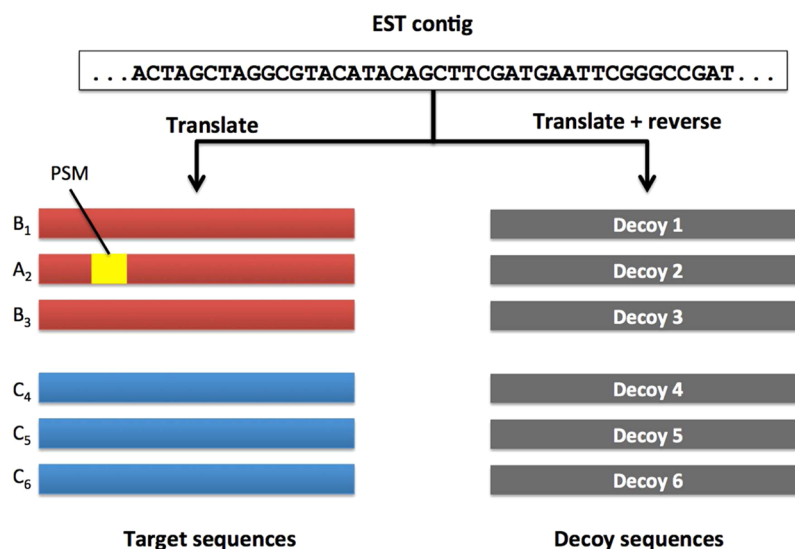 EST contig
...ACTAGCTAGGCGTACATACAGCTTCGATGAATTCGGGCCGAT...
Translate
Translate + reverse
PSM
B₁
Decoy 1
A₂
Decoy 2
B₃
Decoy 3
C₄
Decoy 4
C₅
Decoy 5
C₆
Decoy 6
Target sequences
Decoy sequences